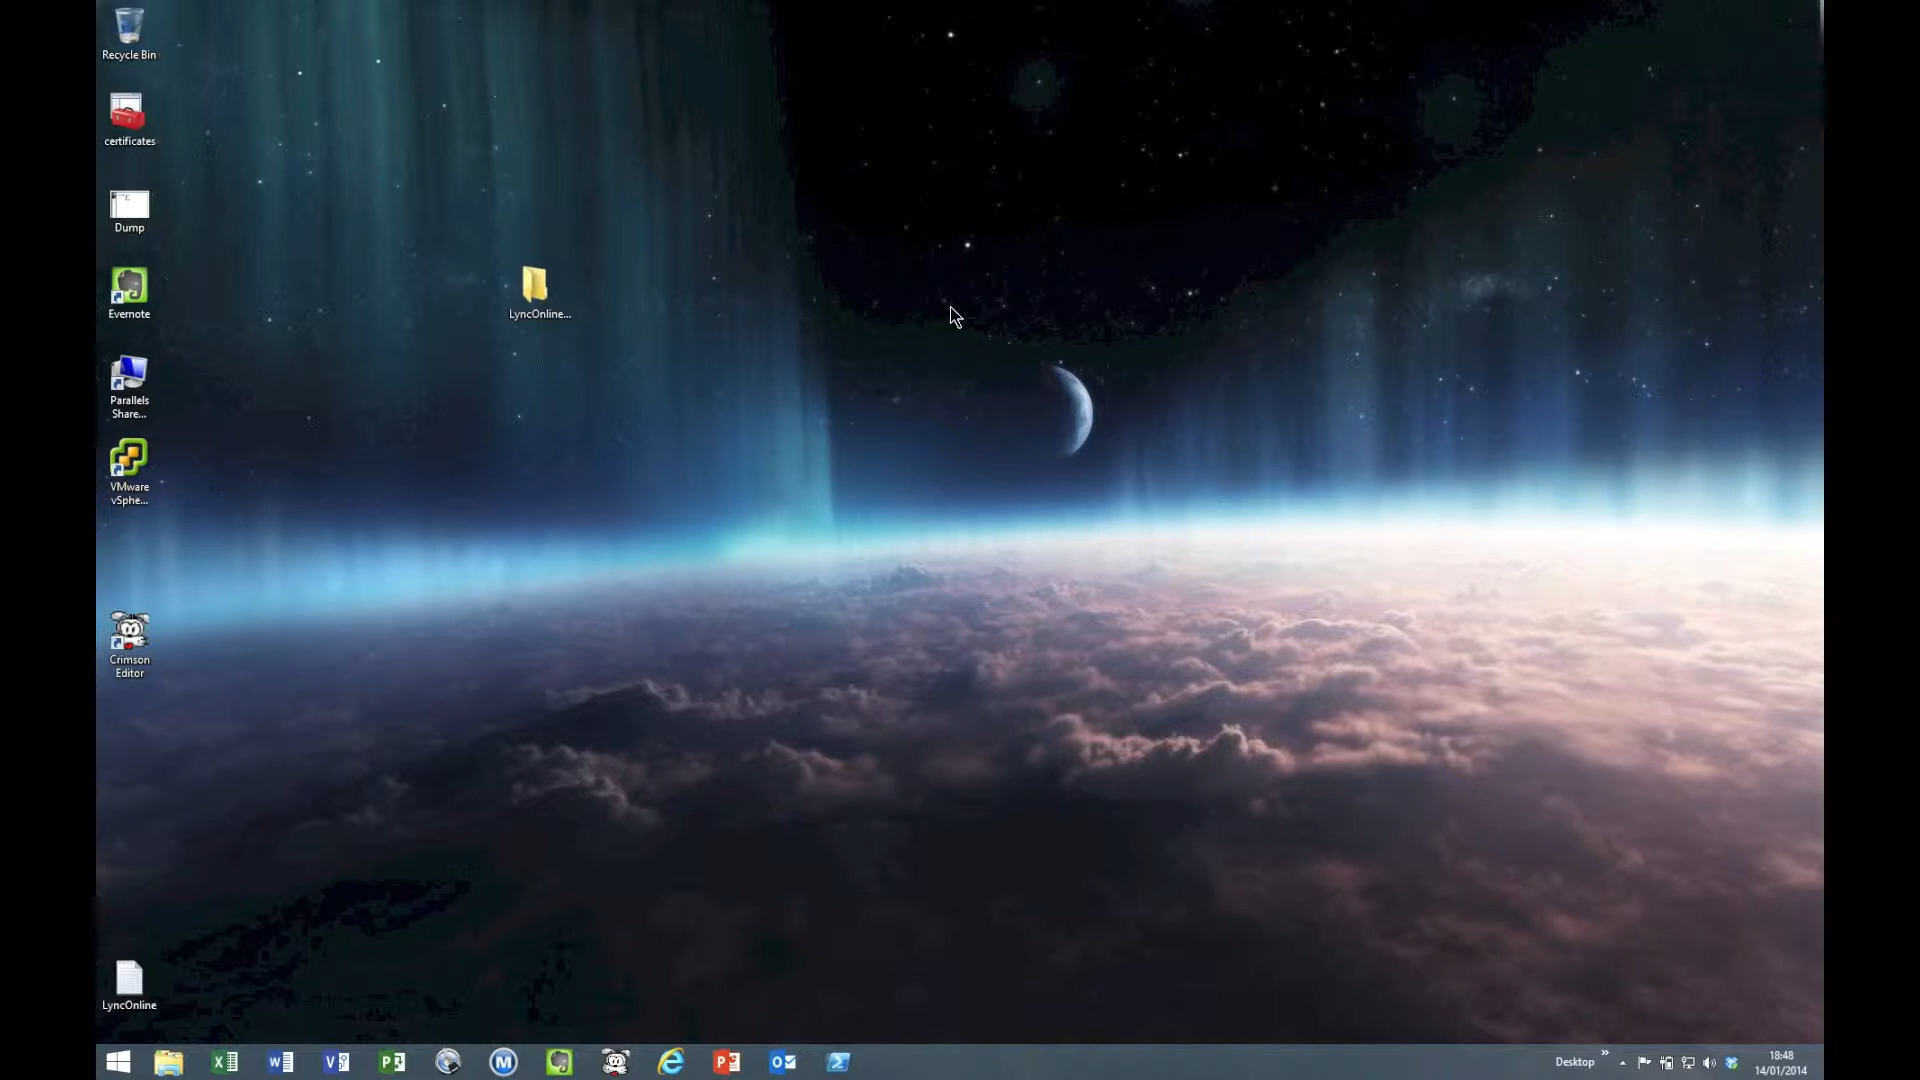 Recycle Bin
certificates
Dump
Evernote
Parallels
Share...
VMware
vSphe...
Crimson
Editor
LyncOnline
LyncOnline...
Desktop
18:48
14/01/2014